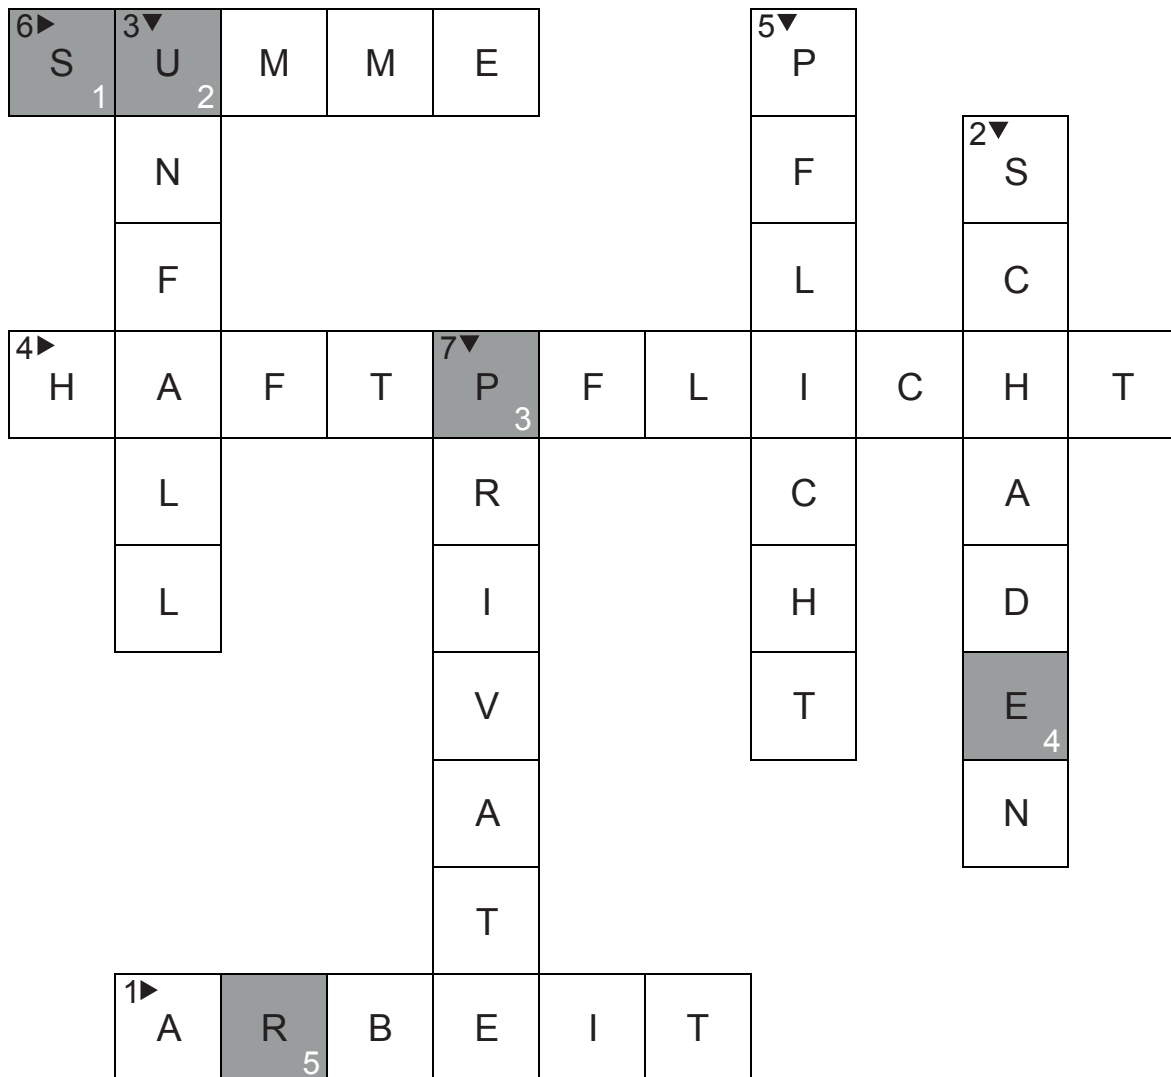 6▶ S 1 3▼ U 2 M M E 5▼ P
N F 2▼ S
F L C
4▶ H A F T 7▼ P 3 F L I C H T
L R C A
L I H D
V T E 4
A N
T
1▶ A R 5 B E I T